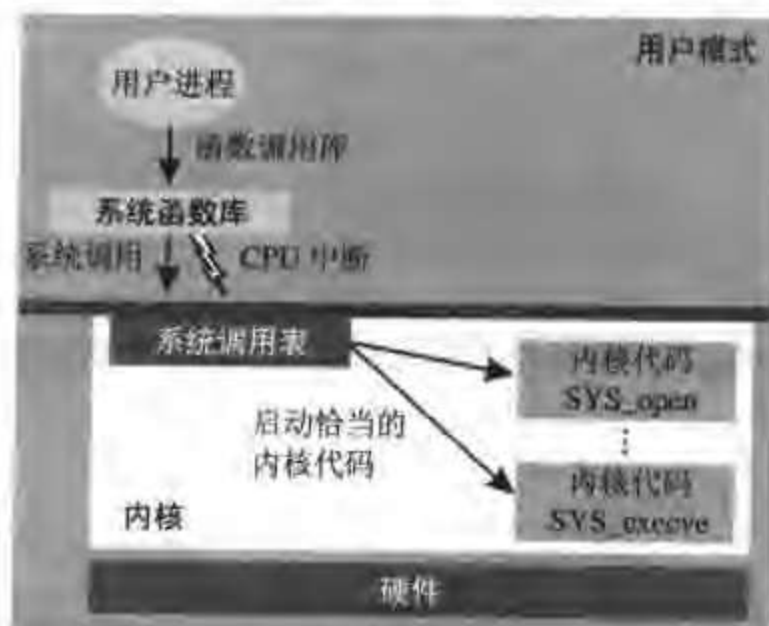 用户模式
用户进程
函数调用库
系统函数库
系统调用
CPU 中断
系统调用表
内核代码
SYS_open
启动恰当的
内核代码
内核代码
SYS_execve
内核
硬件